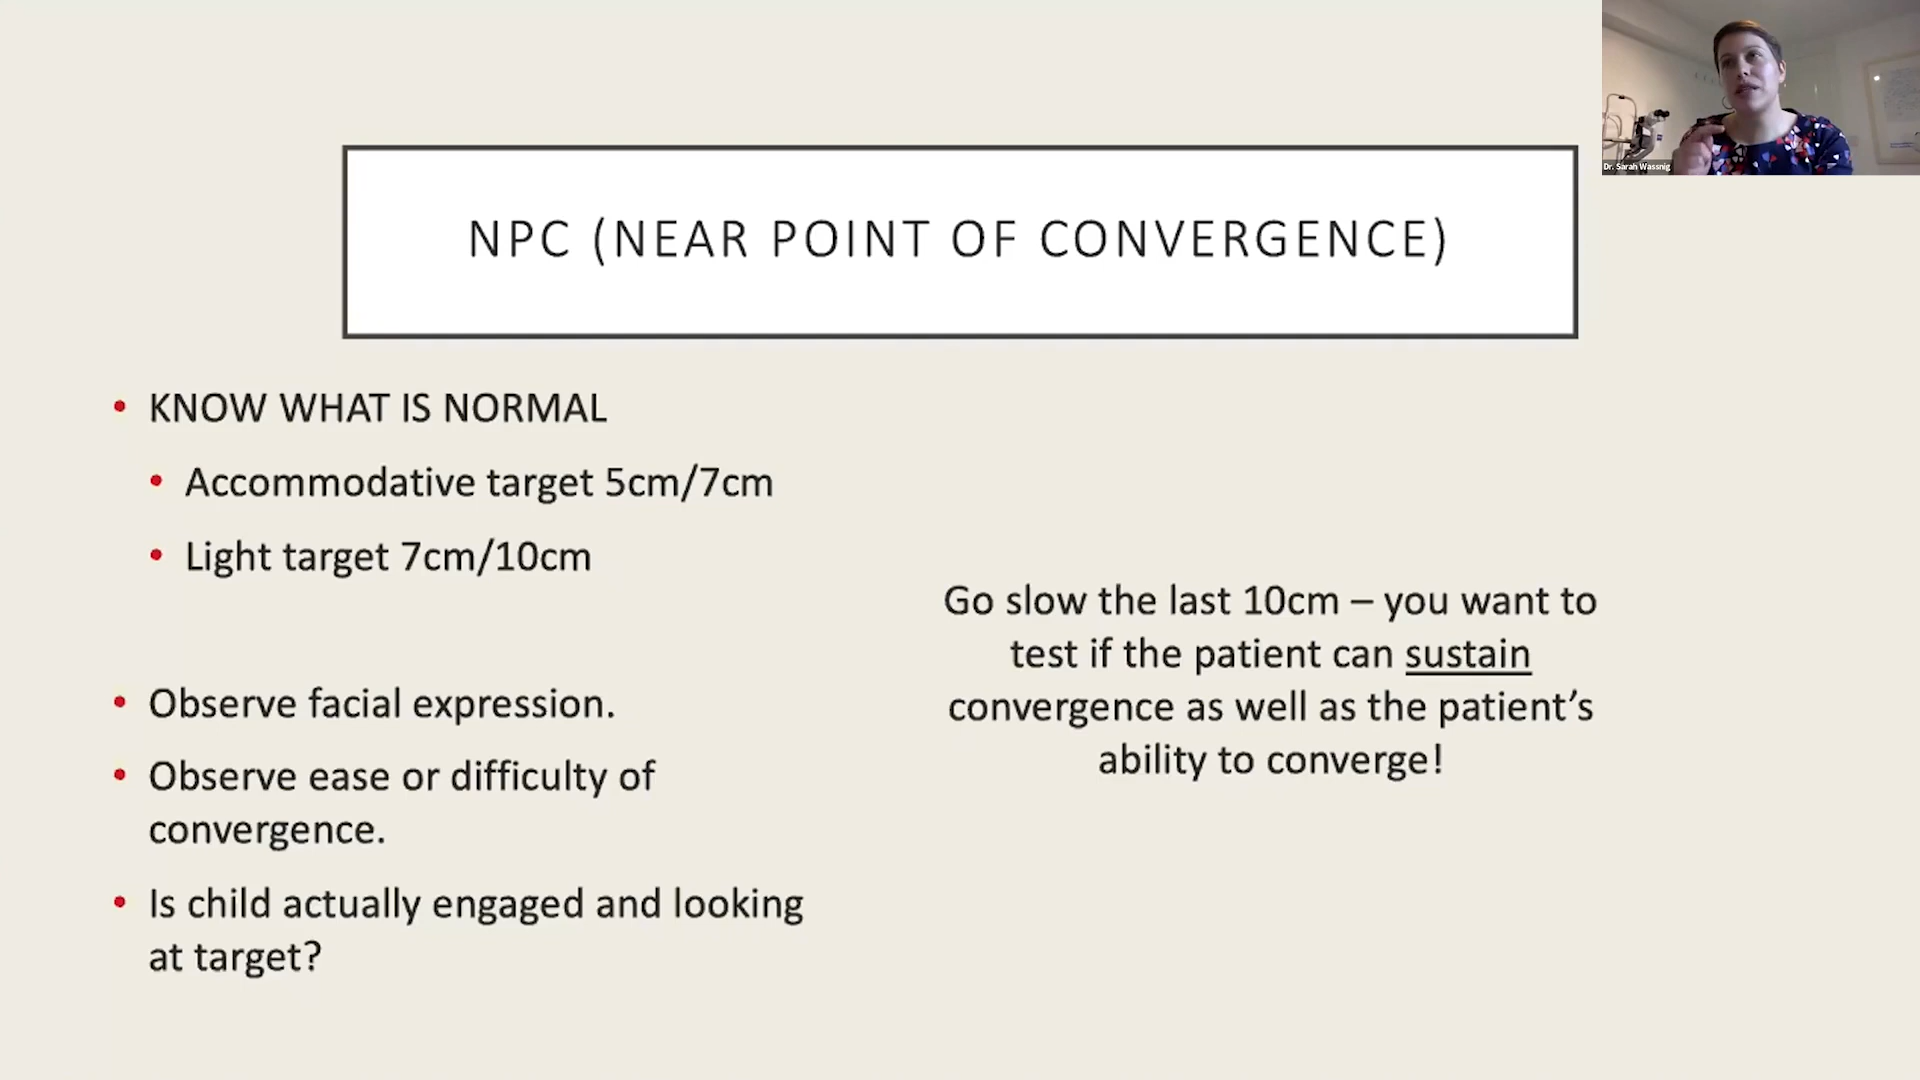 NPC (NEAR POINT OF CONVERGENCE)
• KNOW WHAT IS NORMAL
• Accommodative target 5cm/7cm
• Light target 7cm/10cm
• Observe facial expression.
• Observe ease or difficulty of
convergence.
• Is child actually engaged and looking
at target?
Go slow the last 10cm – you want to
test if the patient can sustain
convergence as well as the patient’s
ability to converge!
Dr. Sarah Wassnig